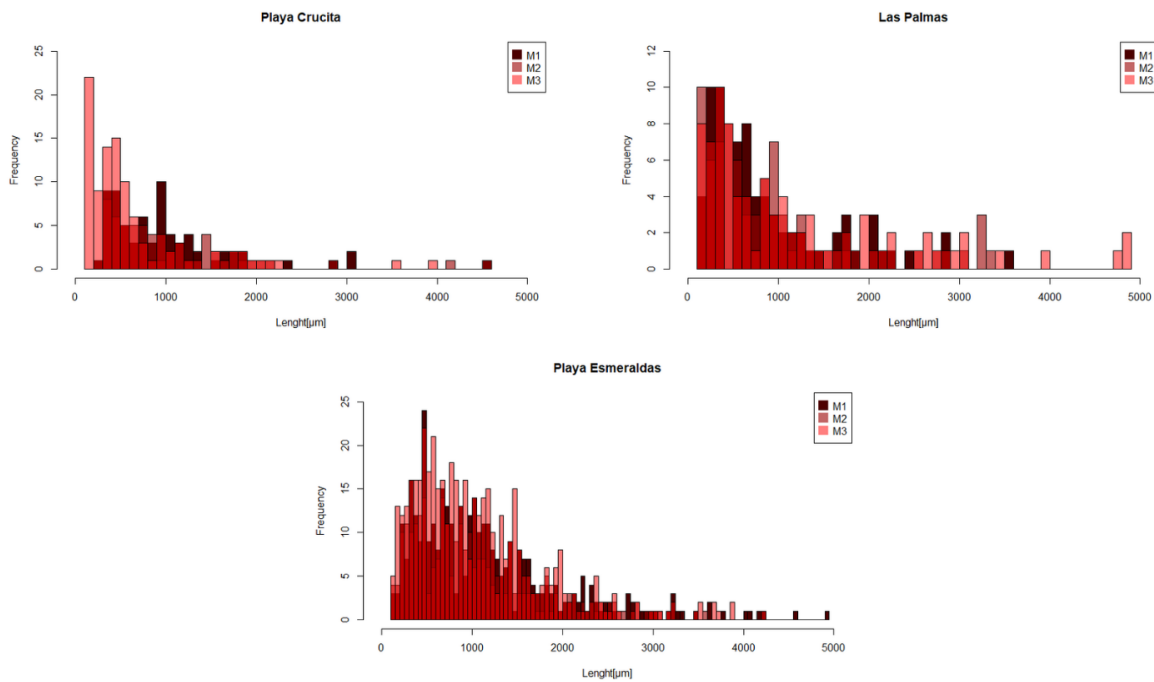 Playa Crucita
25
20
15
10
5
0
Frequency
0 1000 2000 3000 4000 5000
Lenght[µm]
M1
M2
M3
Las Palmas
12
10
8
6
4
2
0
Frequency
0 1000 2000 3000 4000 5000
Lenght[µm]
M1
M2
M3
Playa Esmeraldas
25
20
15
10
5
0
Frequency
0 1000 2000 3000 4000 5000
Lenght[µm]
M1
M2
M3